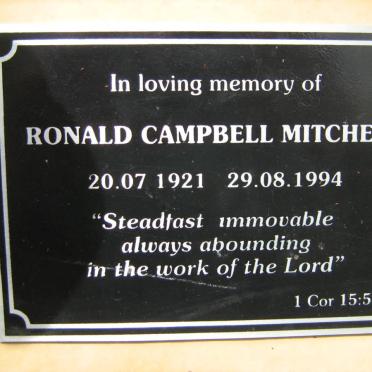 In loving memory of
RONALD CAMPBELL MITCHE
20.07 1921 29.08.1994
“Steadfast immovable
always abounding
in the work of the Lord”
1 Cor 15:5